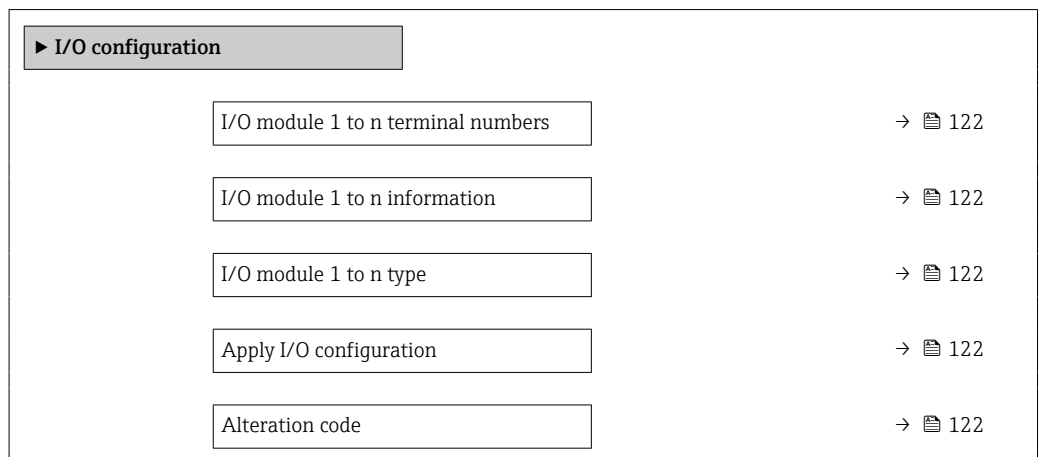 ▶ I/O configuration
I/O module 1 to n terminal numbers → 122
I/O module 1 to n information → 122
I/O module 1 to n type → 122
Apply I/O configuration → 122
Alteration code → 122